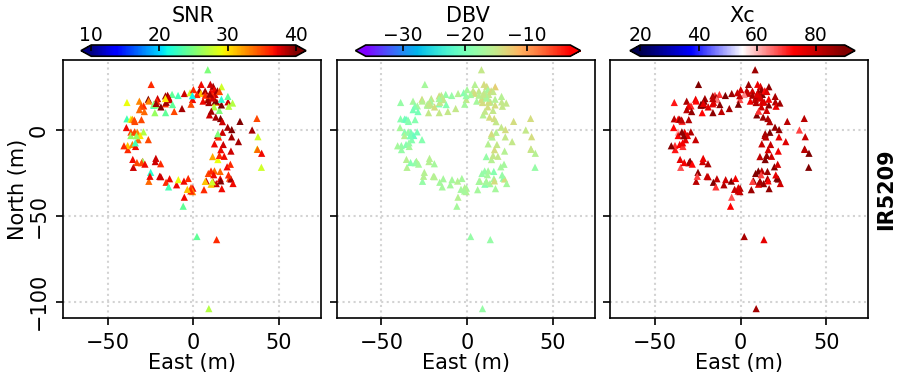 SNR DBV Xc
10 20 30 40 −30 −20 −10 20 40 60 80
North (m)
0
−50
−100
IR5209
−50 0 50 −50 0 50 −50 0 50
East (m) East (m) East (m)